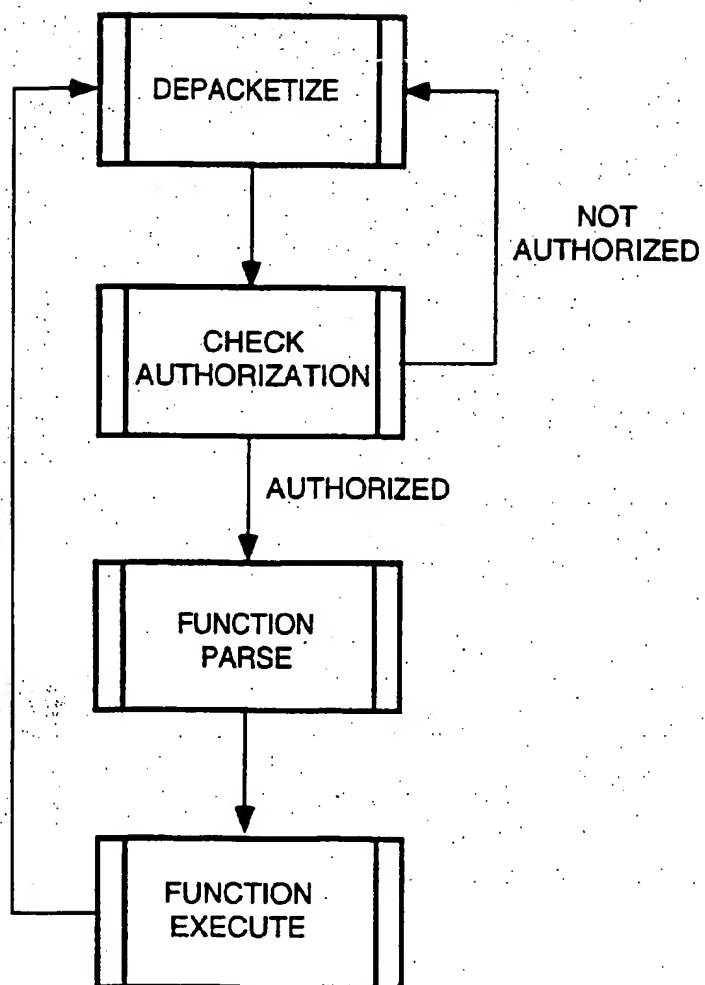 DEPACKETIZE
NOT
AUTHORIZED
CHECK
AUTHORIZATION
AUTHORIZED
FUNCTION
PARSE
FUNCTION
EXECUTE